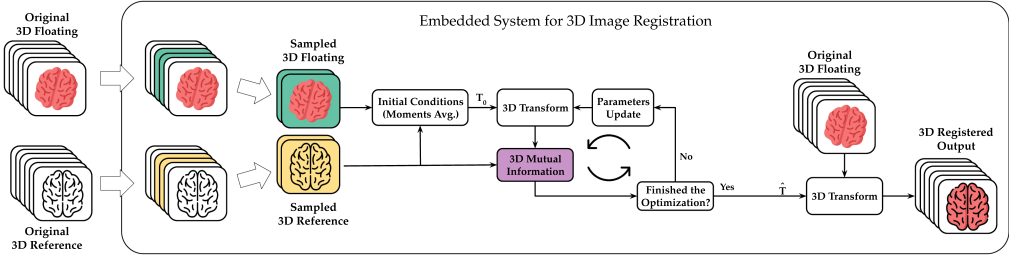 Embedded System for 3D Image Registration
Original
3D Floating
Original
3D Reference
Sampled
3D Floating
Sampled
3D Reference
Initial Conditions
(Moments Avg.)
T₀
3D Transform
Parameters
Update
3D Mutual
Information
No
Finished the
Optimization?
Yes
T̂
Original
3D Floating
3D Transform
3D Registered
Output